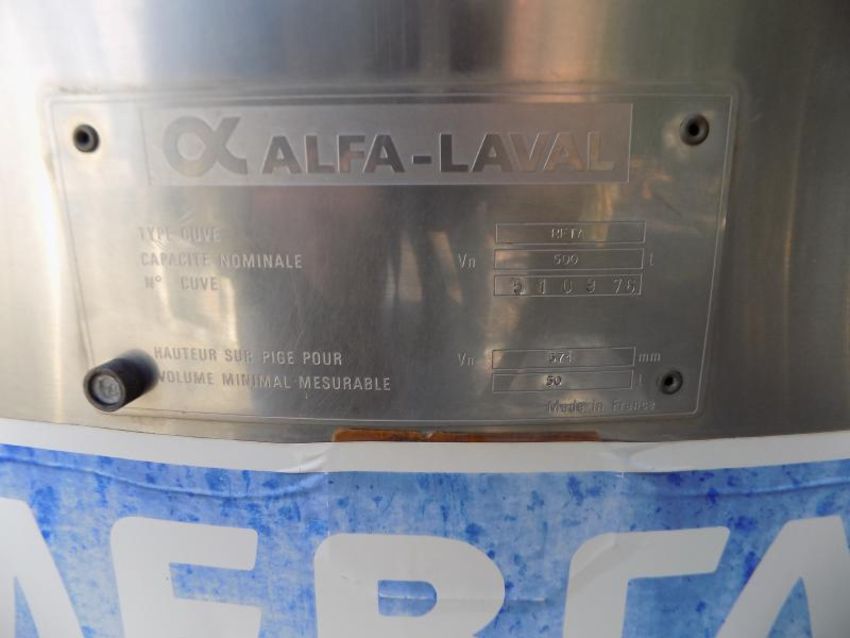 ALFA-LAVAL
TYPE CUVE
CAPACITE NOMINALE Vn 500 l
N° CUVE
HAUTEUR SUR PIGE POUR Vn mm
VOLUME MINIMAL MESURABLE 50 l
Made in France